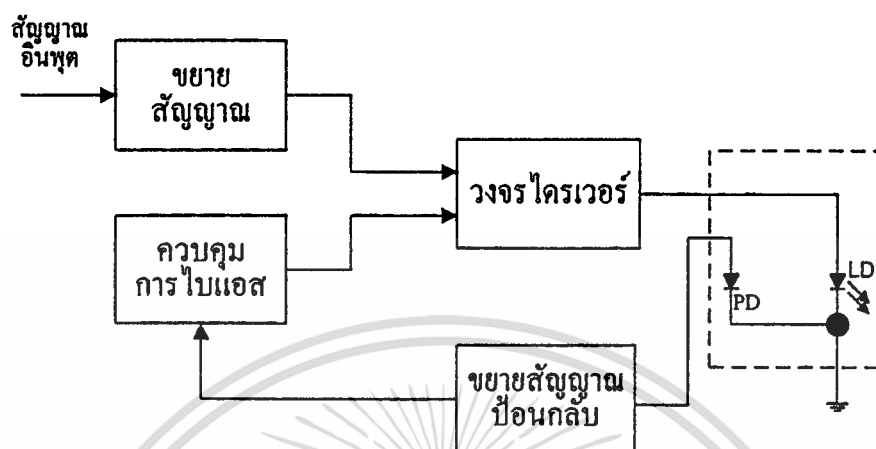 สัญญาณ
อินพุต
ขยาย
สัญญาณ
วงจรไดรเวอร์
ควบคุม
การไบแอส
LD
PD
ขยายสัญญาณ
ป้อนกลับ